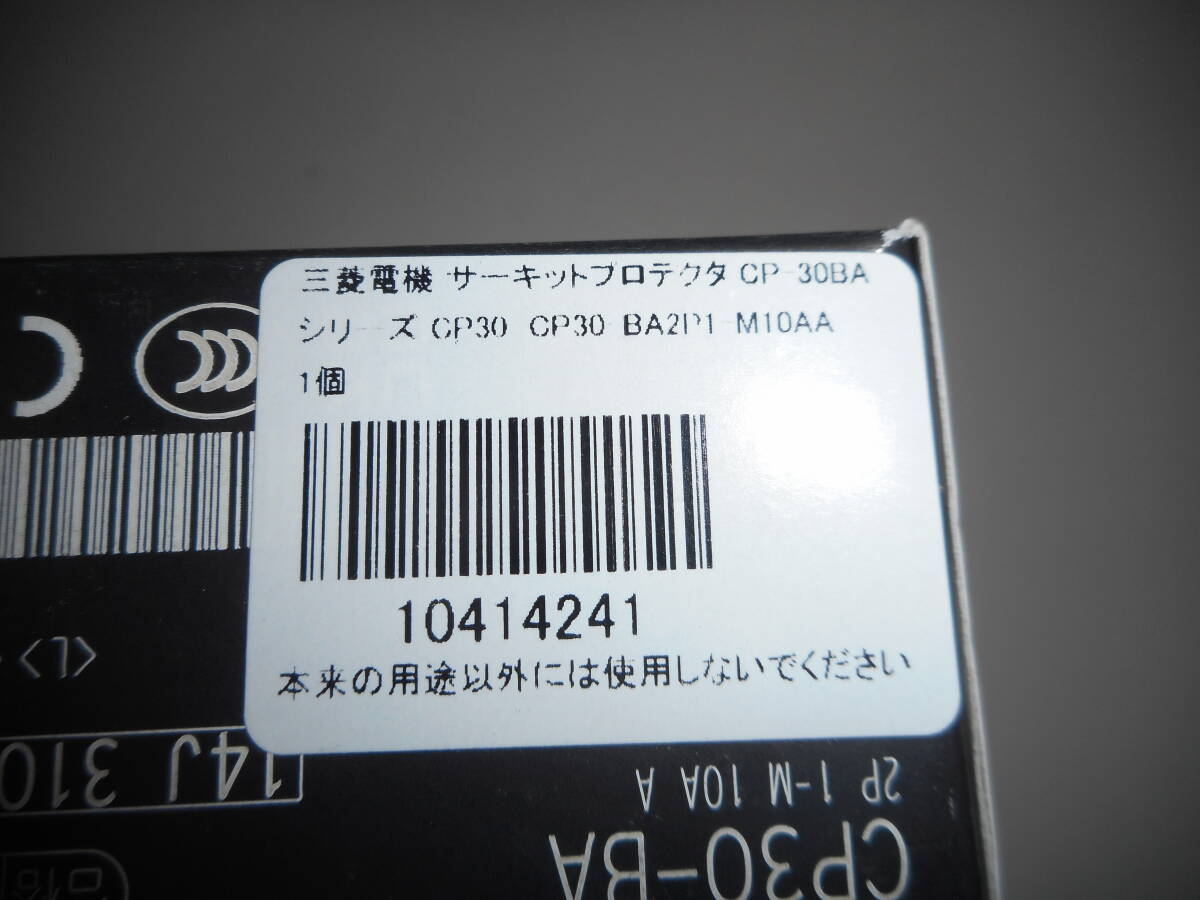 三菱電機 サーキットプロテクタ CP-30BA
シリーズ CP30 CP30-BA2P1-M10AA
1個
10414241
本来の用途以外には使用しないでください
<L>
14J 310
2P 1-M 10A A
CP30-BA